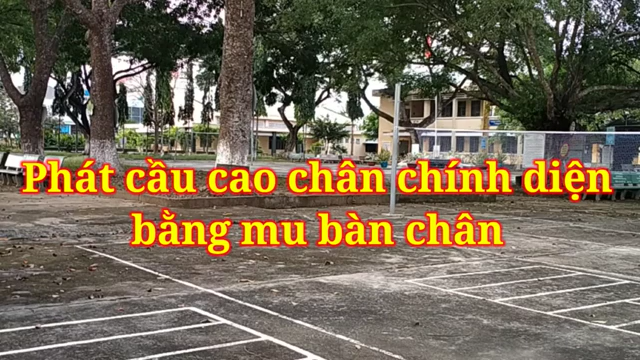 Phát cầu cao chân chính diện
bằng mu bàn chân